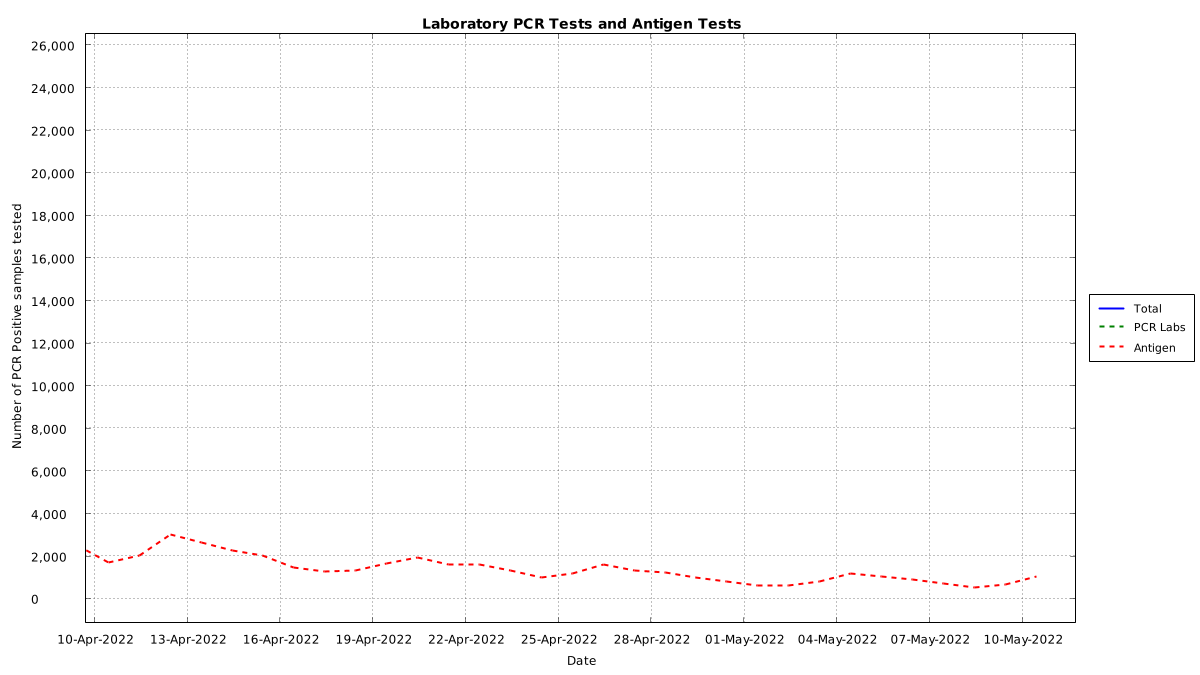 Laboratory PCR Tests and Antigen Tests
Number of PCR Positive samples tested
26,000
24,000
22,000
20,000
18,000
16,000
14,000
12,000
10,000
8,000
6,000
4,000
2,000
0
10-Apr-2022 13-Apr-2022 16-Apr-2022 19-Apr-2022 22-Apr-2022 25-Apr-2022 28-Apr-2022 01-May-2022 04-May-2022 07-May-2022 10-May-2022
Date
Total
PCR Labs
Antigen